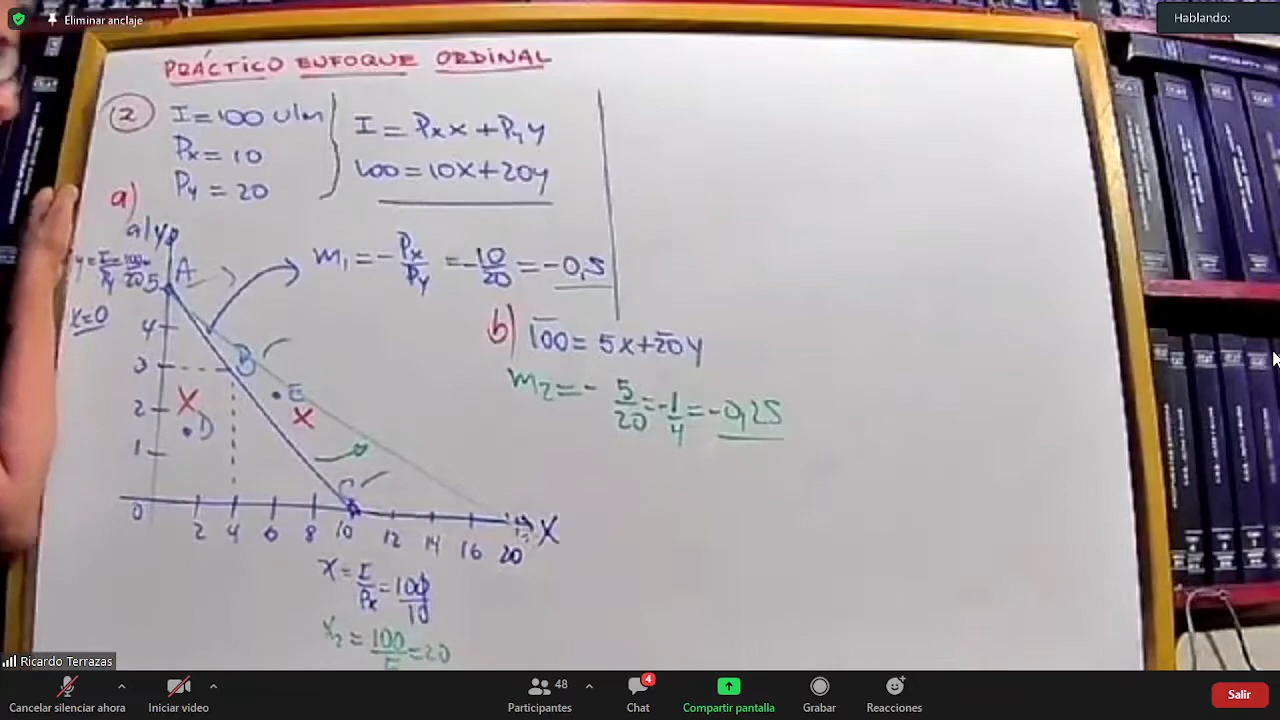 Eliminar anclaje
Hablando:
PRÁCTICO ENFOQUE ORDINAL
2
I = 100 U/m
Px = 10
Py = 20
I = Pxx + Pyy
100 = 10x + 20y
a)
y = I/Py = 100/20
x=0
A
m1 = - Px/Py = - 10/20 = -0,5
b) 100 = 5x + 20y
m2 = - 5/20 = - 1/4 = -0,25
5
4
3
2
1
B
E
X
X
D
0 2 4 6 8 10 12 14 16 20 X
x = I/Px = 100/10
x2 = 100/5 = 20
Ricardo Terrazas
Cancelar silenciar ahora
Iniciar video
48
Participantes
4
Chat
Compartir pantalla
Grabar
Reacciones
Salir